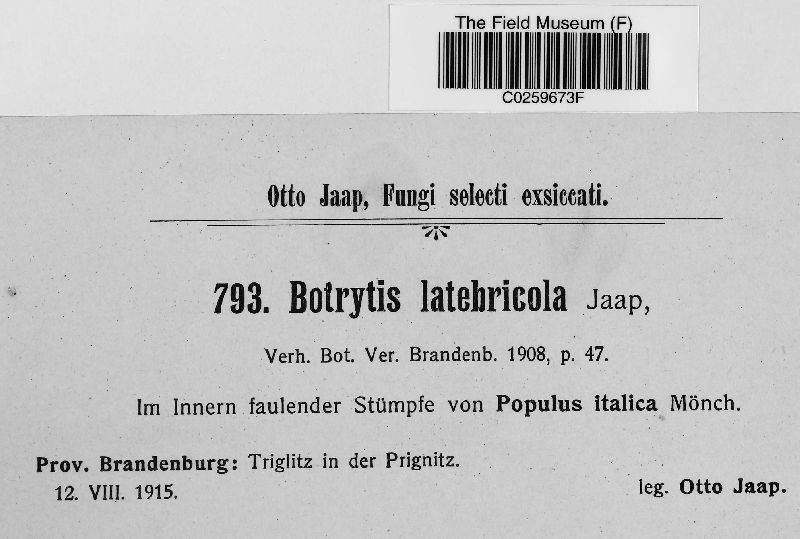 The Field Museum (F)
C0259673F
Otto Jaap, Fungi selecti exsiccati.
793. Botrytis latebricola Jaap,
Verh. Bot. Ver. Brandenb. 1908, p. 47.
Im Innern faulender Stümpfe von Populus italica Mönch.
Prov. Brandenburg: Triglitz in der Prignitz.
12. VIII. 1915.
leg. Otto Jaap.